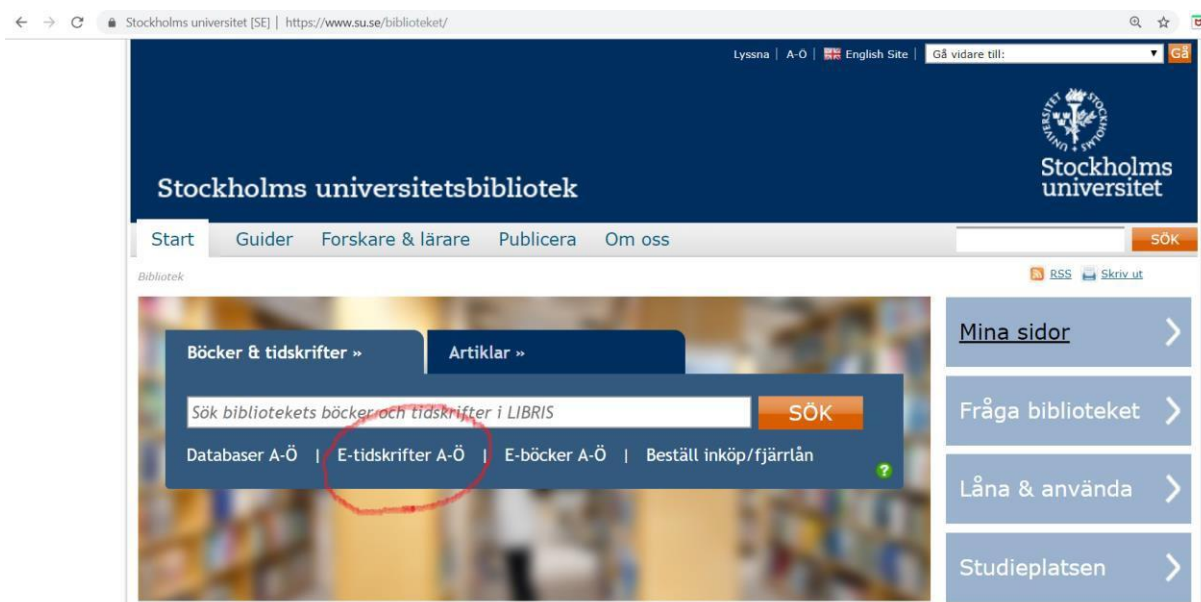 Stockholms universitet [SE] | https://www.su.se/biblioteket/
Lyssna | A-Ö | English Site | Gå vidare till: Gå
STOCKHOLMS UNIVERSITET
Stockholms
universitet
Stockholms universitetsbibliotek
Start Guider Forskare & lärare Publicera Om oss SÖK
Bibliotek RSS Skriv ut
Böcker & tidskrifter » Artiklar »
Sök bibliotekets böcker och tidskrifter i LIBRIS SÖK
Databaser A-Ö | E-tidskrifter A-Ö | E-böcker A-Ö | Beställ inköp/fjärrlån
?
Mina sidor
Fråga biblioteket
Låna & använda
Studieplatsen